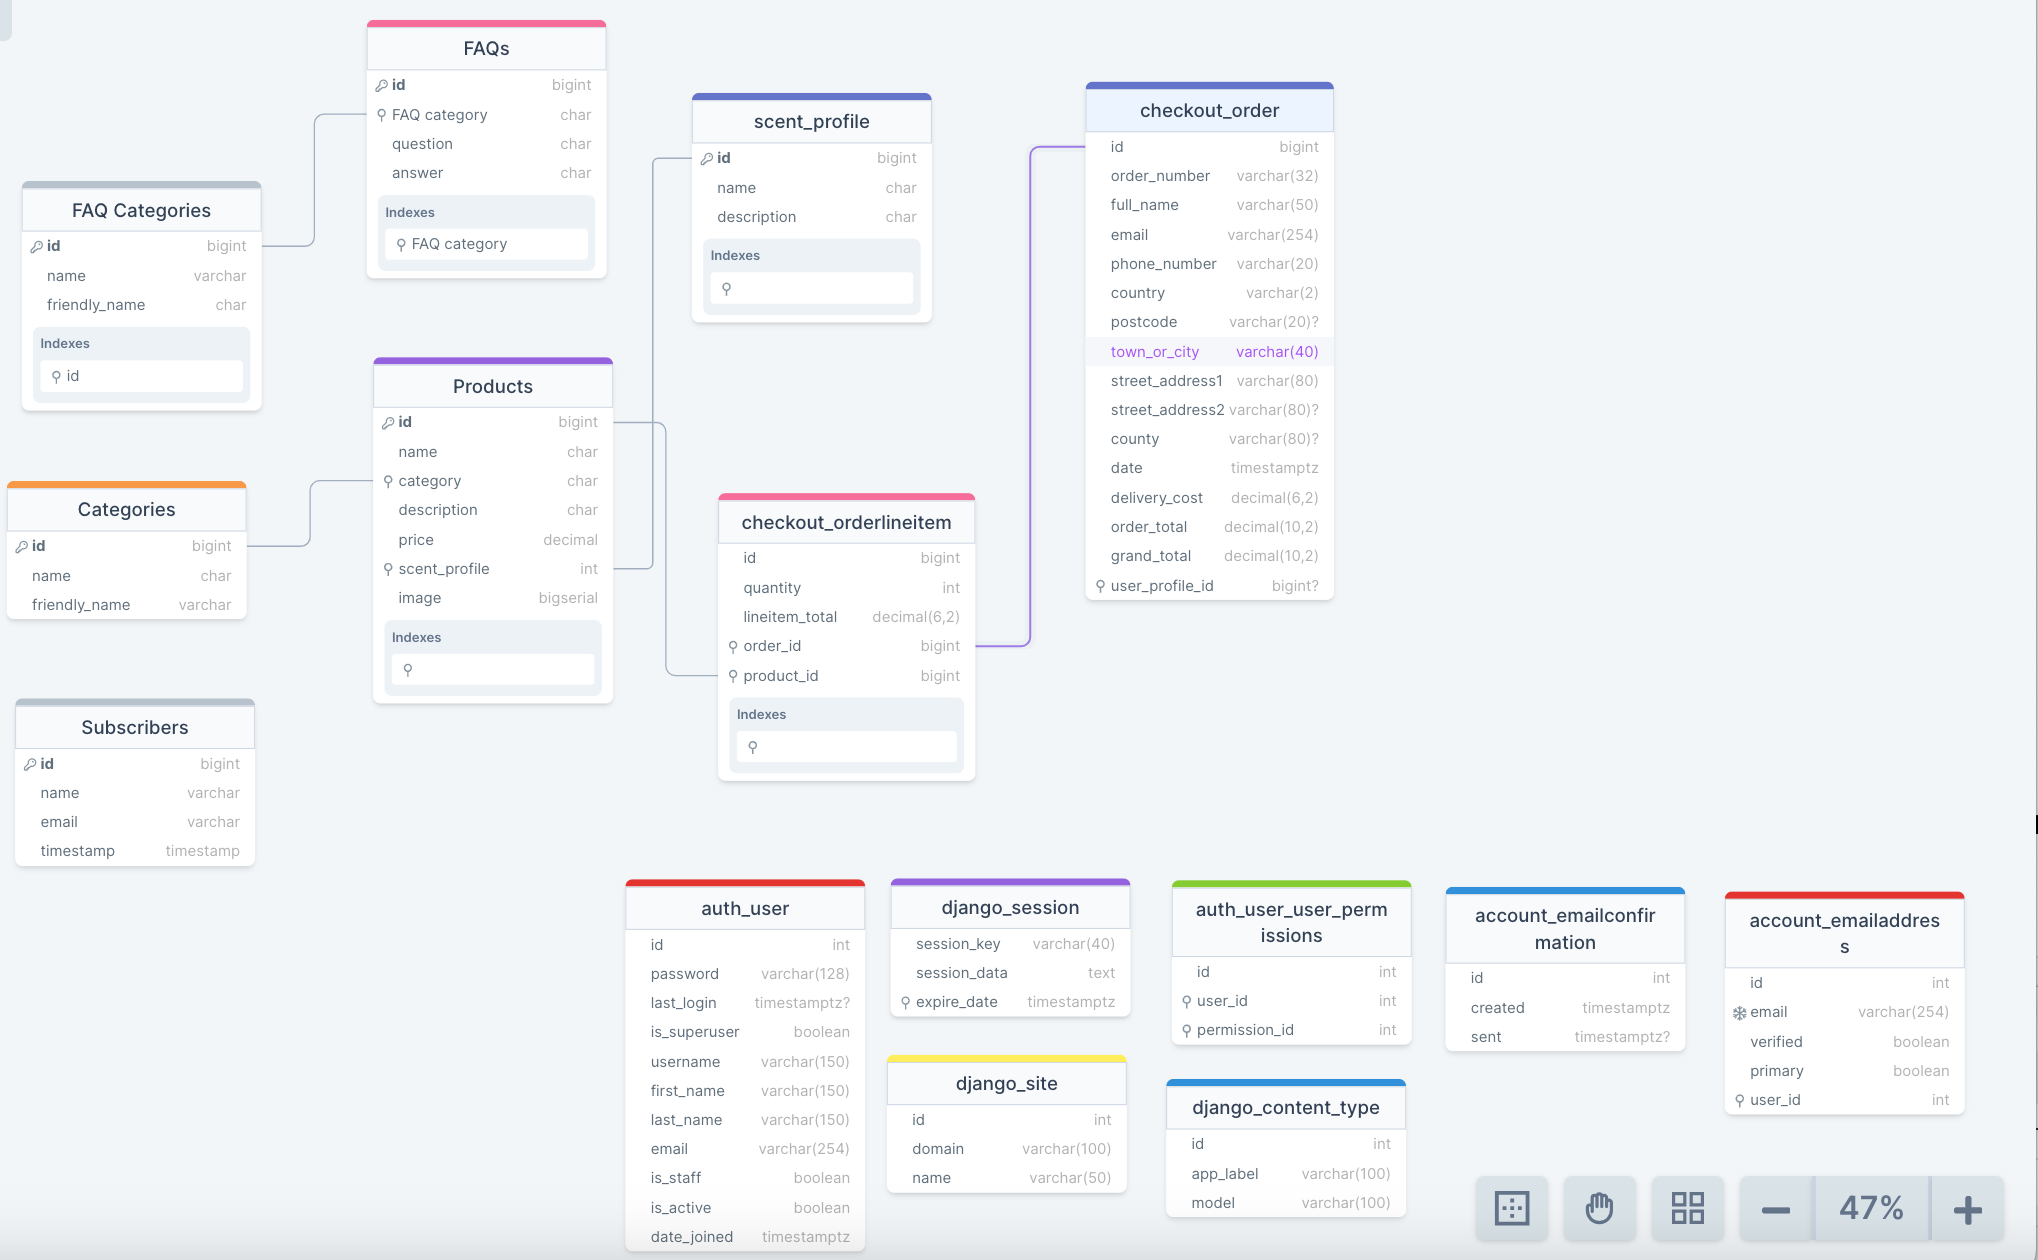 FAQs
id bigint
FAQ category char
question char
answer char
Indexes
FAQ category
FAQ Categories
id bigint
name varchar
friendly_name char
Indexes
id
scent_profile
id bigint
name char
description char
Indexes
checkout_order
id bigint
order_number varchar(32)
full_name varchar(50)
email varchar(254)
phone_number varchar(20)
country varchar(2)
postcode varchar(20)?
town_or_city varchar(40)
street_address1 varchar(80)
street_address2 varchar(80)?
county varchar(80)?
date timestamptz
delivery_cost decimal(6,2)
order_total decimal(10,2)
grand_total decimal(10,2)
user_profile_id bigint?
Products
id bigint
name char
category char
description char
price decimal
scent_profile int
image bigserial
Indexes
Categories
id bigint
name char
friendly_name varchar
checkout_orderlineitem
id bigint
quantity int
lineitem_total decimal(6,2)
order_id bigint
product_id bigint
Indexes
Subscribers
id bigint
name varchar
email varchar
timestamp timestamp
auth_user
id int
password varchar(128)
last_login timestamptz?
is_superuser boolean
username varchar(150)
first_name varchar(150)
last_name varchar(150)
email varchar(254)
is_staff boolean
is_active boolean
date_joined timestamptz
django_session
session_key varchar(40)
session_data text
expire_date timestamptz
django_site
id int
domain varchar(100)
name varchar(50)
auth_user_user_perm
issions
id int
user_id int
permission_id int
django_content_type
id int
app_label varchar(100)
model varchar(100)
account_emailconfir
mation
id int
created timestamptz
sent timestamptz?
account_emailaddres
s
id int
email varchar(254)
verified boolean
primary boolean
user_id int
47%